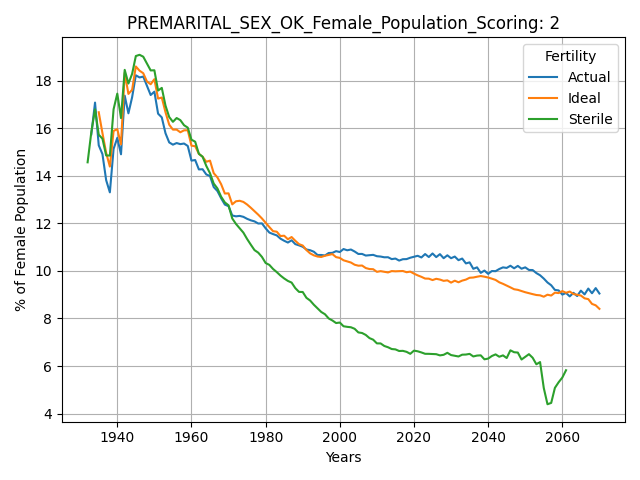 PREMARITAL_SEX_OK_Female_Population_Scoring: 2
% of Female Population
18
16
14
12
10
8
6
4
Fertility
Actual
Ideal
Sterile
1940 1960 1980 2000 2020 2040 2060
Years